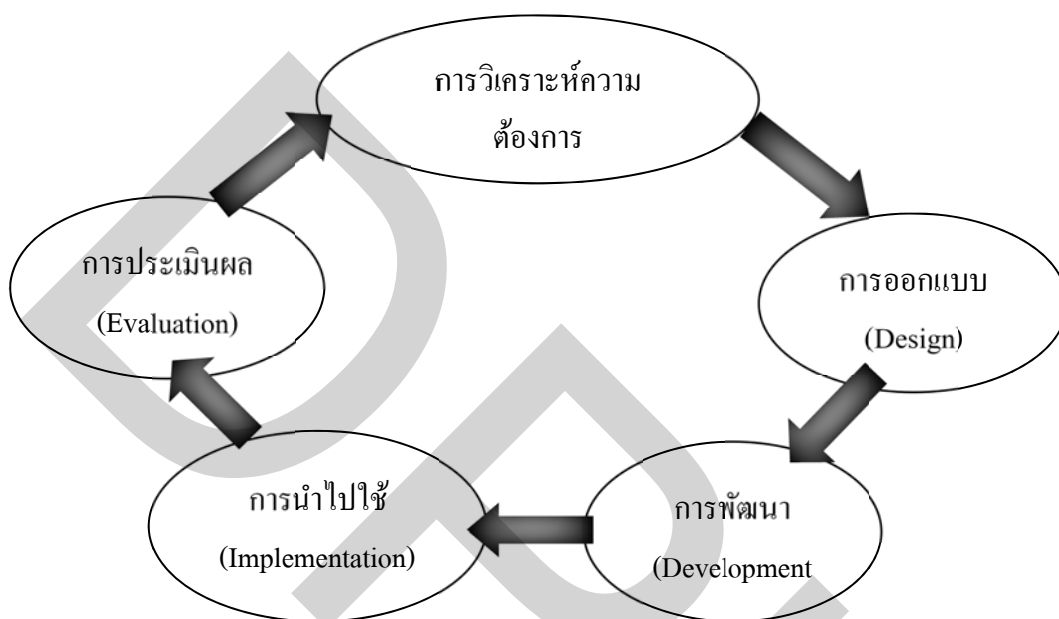 การวิเคราะห์ความ
ต้องการ
การประเมินผล
(Evaluation)
การออกแบบ
(Design)
การนำไปใช้
(Implementation)
การพัฒนา
(Development